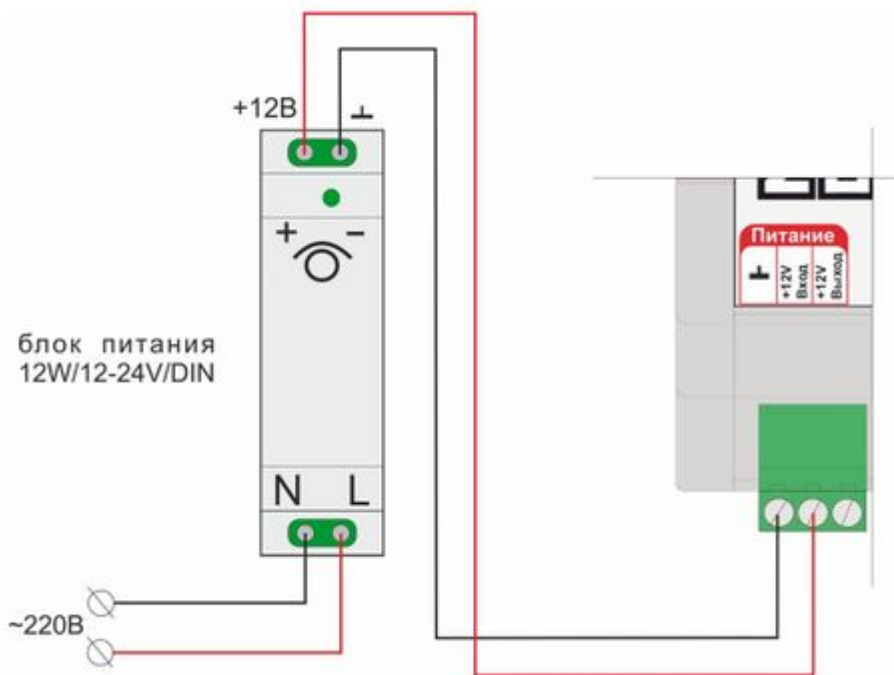 +12В
+ -
блок питания
12W/12-24V/DIN
N L
~220В
Питание
+12V
Вход
+12V
Выход